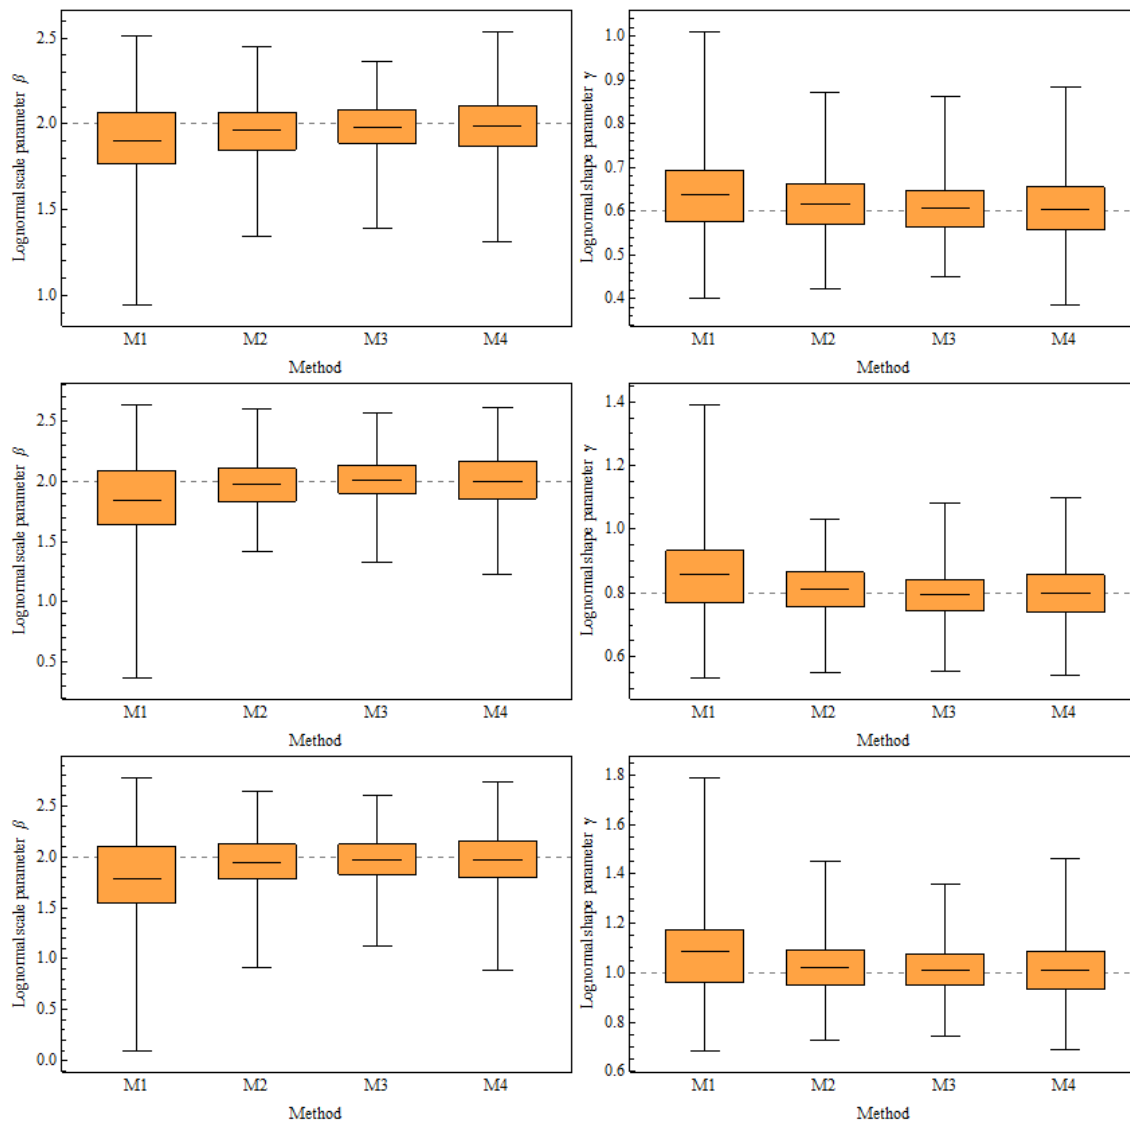 Lognormal scale parameter β
2.5
2.0
1.5
1.0
M1 M2 M3 M4
Method
Lognormal shape parameter γ
1.0
0.9
0.8
0.7
0.6
0.5
0.4
M1 M2 M3 M4
Method
Lognormal scale parameter β
2.5
2.0
1.5
1.0
0.5
M1 M2 M3 M4
Method
Lognormal shape parameter γ
1.4
1.2
1.0
0.8
0.6
M1 M2 M3 M4
Method
Lognormal scale parameter β
2.5
2.0
1.5
1.0
0.5
0.0
M1 M2 M3 M4
Method
Lognormal shape parameter γ
1.8
1.6
1.4
1.2
1.0
0.8
0.6
M1 M2 M3 M4
Method